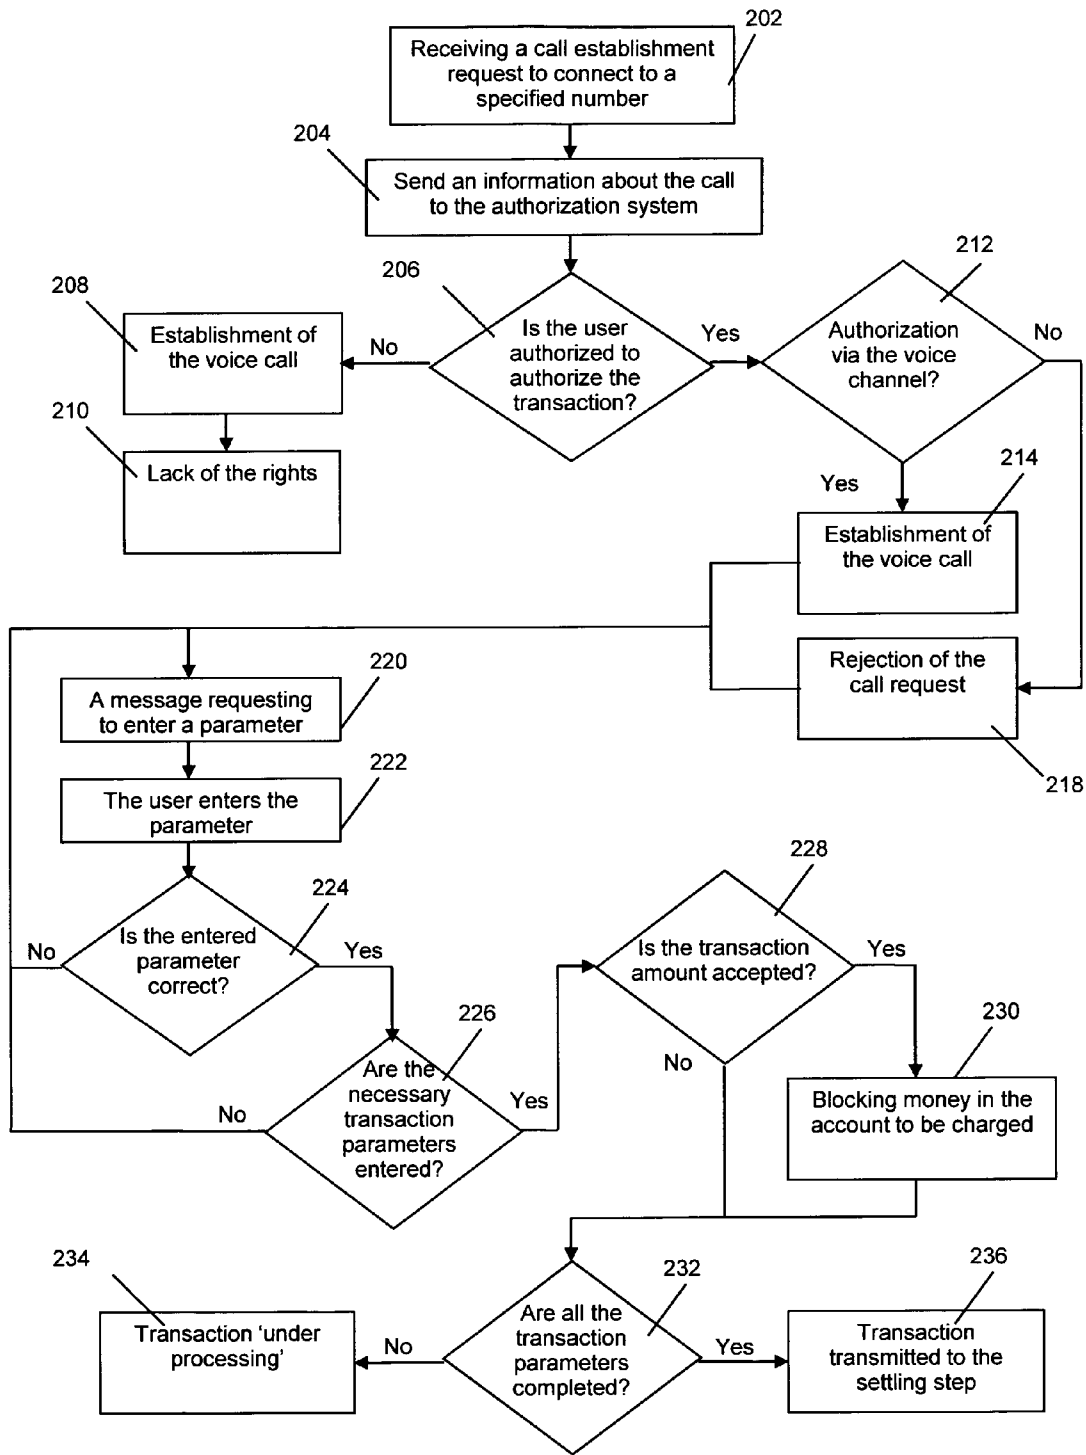 202
Receiving a call establishment
request to connect to a
specified number
204
Send an information about the call
to the authorization system
206
Is the user
authorized to
authorize the
transaction?
No
Yes
208
Establishment of
the voice call
210
Lack of the rights
212
Authorization
via the voice
channel?
No
Yes
214
Establishment of
the voice call
Rejection of the
call request
218
220
A message requesting
to enter a parameter
222
The user enters the
parameter
224
Is the entered
parameter
correct?
No
Yes
226
Are the
necessary
transaction
parameters
entered?
No
Yes
228
Is the transaction
amount accepted?
Yes
No
230
Blocking money in the
account to be charged
232
Are all the
transaction
parameters
completed?
No
Yes
234
Transaction ‘under
processing’
236
Transaction
transmitted to the
settling step